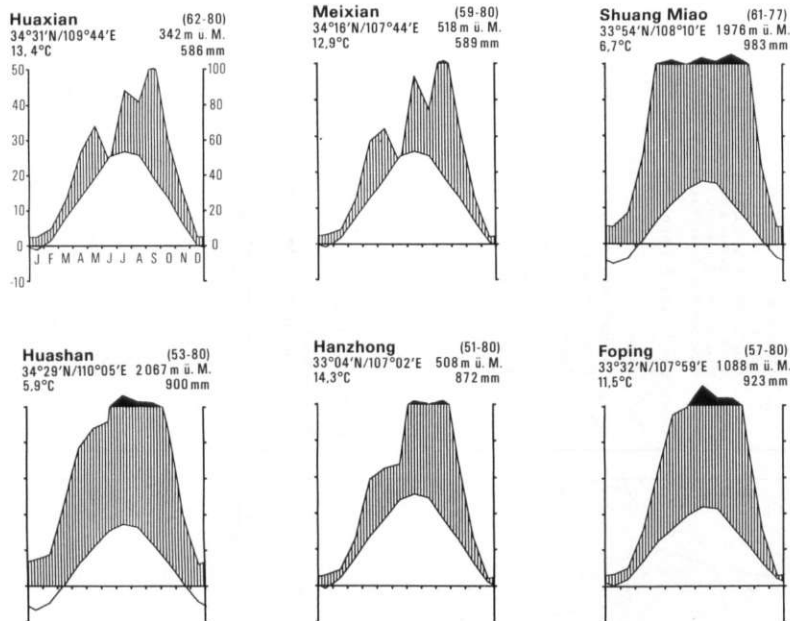 Huaxian (62-80)
34°31′N/109°44′E 342 m u. M.
13, 4°C 586 mm
50 100
40 80
30 60
20 40
10 20
0 0
J F M A M J J A S O N D
-10
Meixian (59-80)
34°16′N/107°44′E 518 m ü. M.
12,9°C 589 mm
Shuang Miao (61-77)
33°54′N/108°10′E 1976 m ü. M.
6,7°C 983 mm
Huashan (53-80)
34°29′N/110°05′E 2067 m ü. M.
5,9°C 900 mm
Hanzhong (51-80)
33°04′N/107°02′E 508 m ü. M.
14,3°C 872 mm
Foping (57-80)
33°32′N/107°59′E 1088 m ü. M.
11,5°C 923 mm